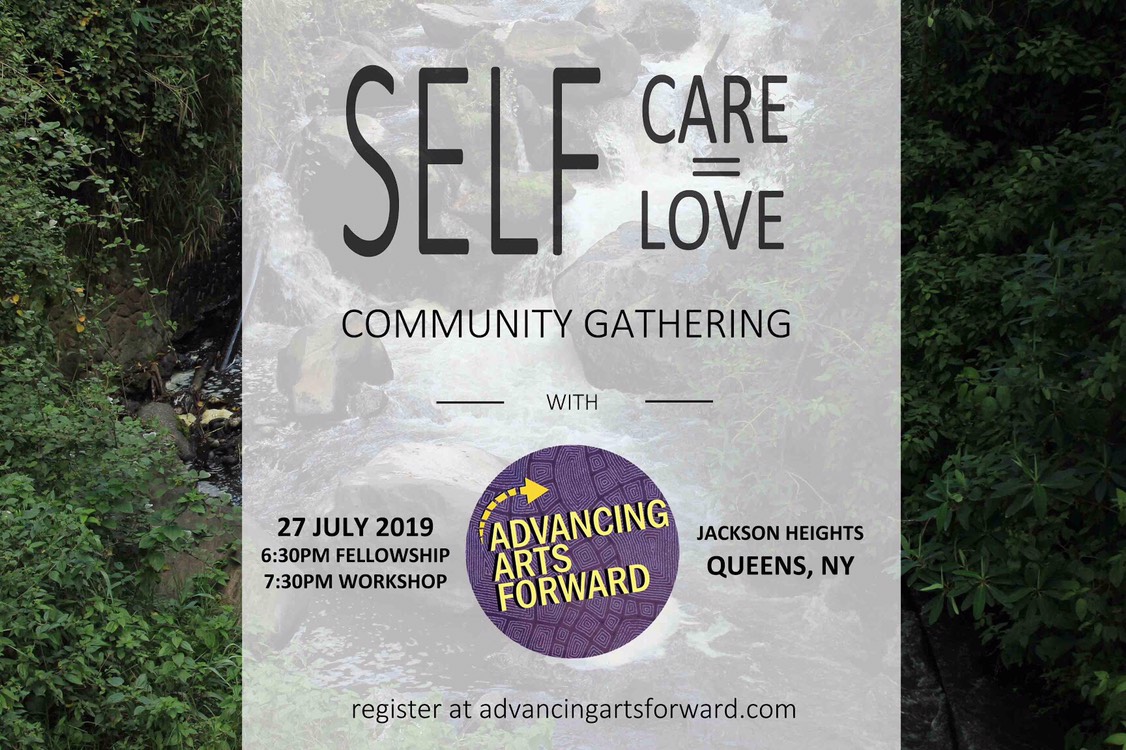 SELF
CARE
=
LOVE
COMMUNITY GATHERING
WITH
27 JULY 2019
6:30PM FELLOWSHIP
7:30PM WORKSHOP
ADVANCING
ARTS
FORWARD
JACKSON HEIGHTS
QUEENS, NY
register at advancingartsforward.com